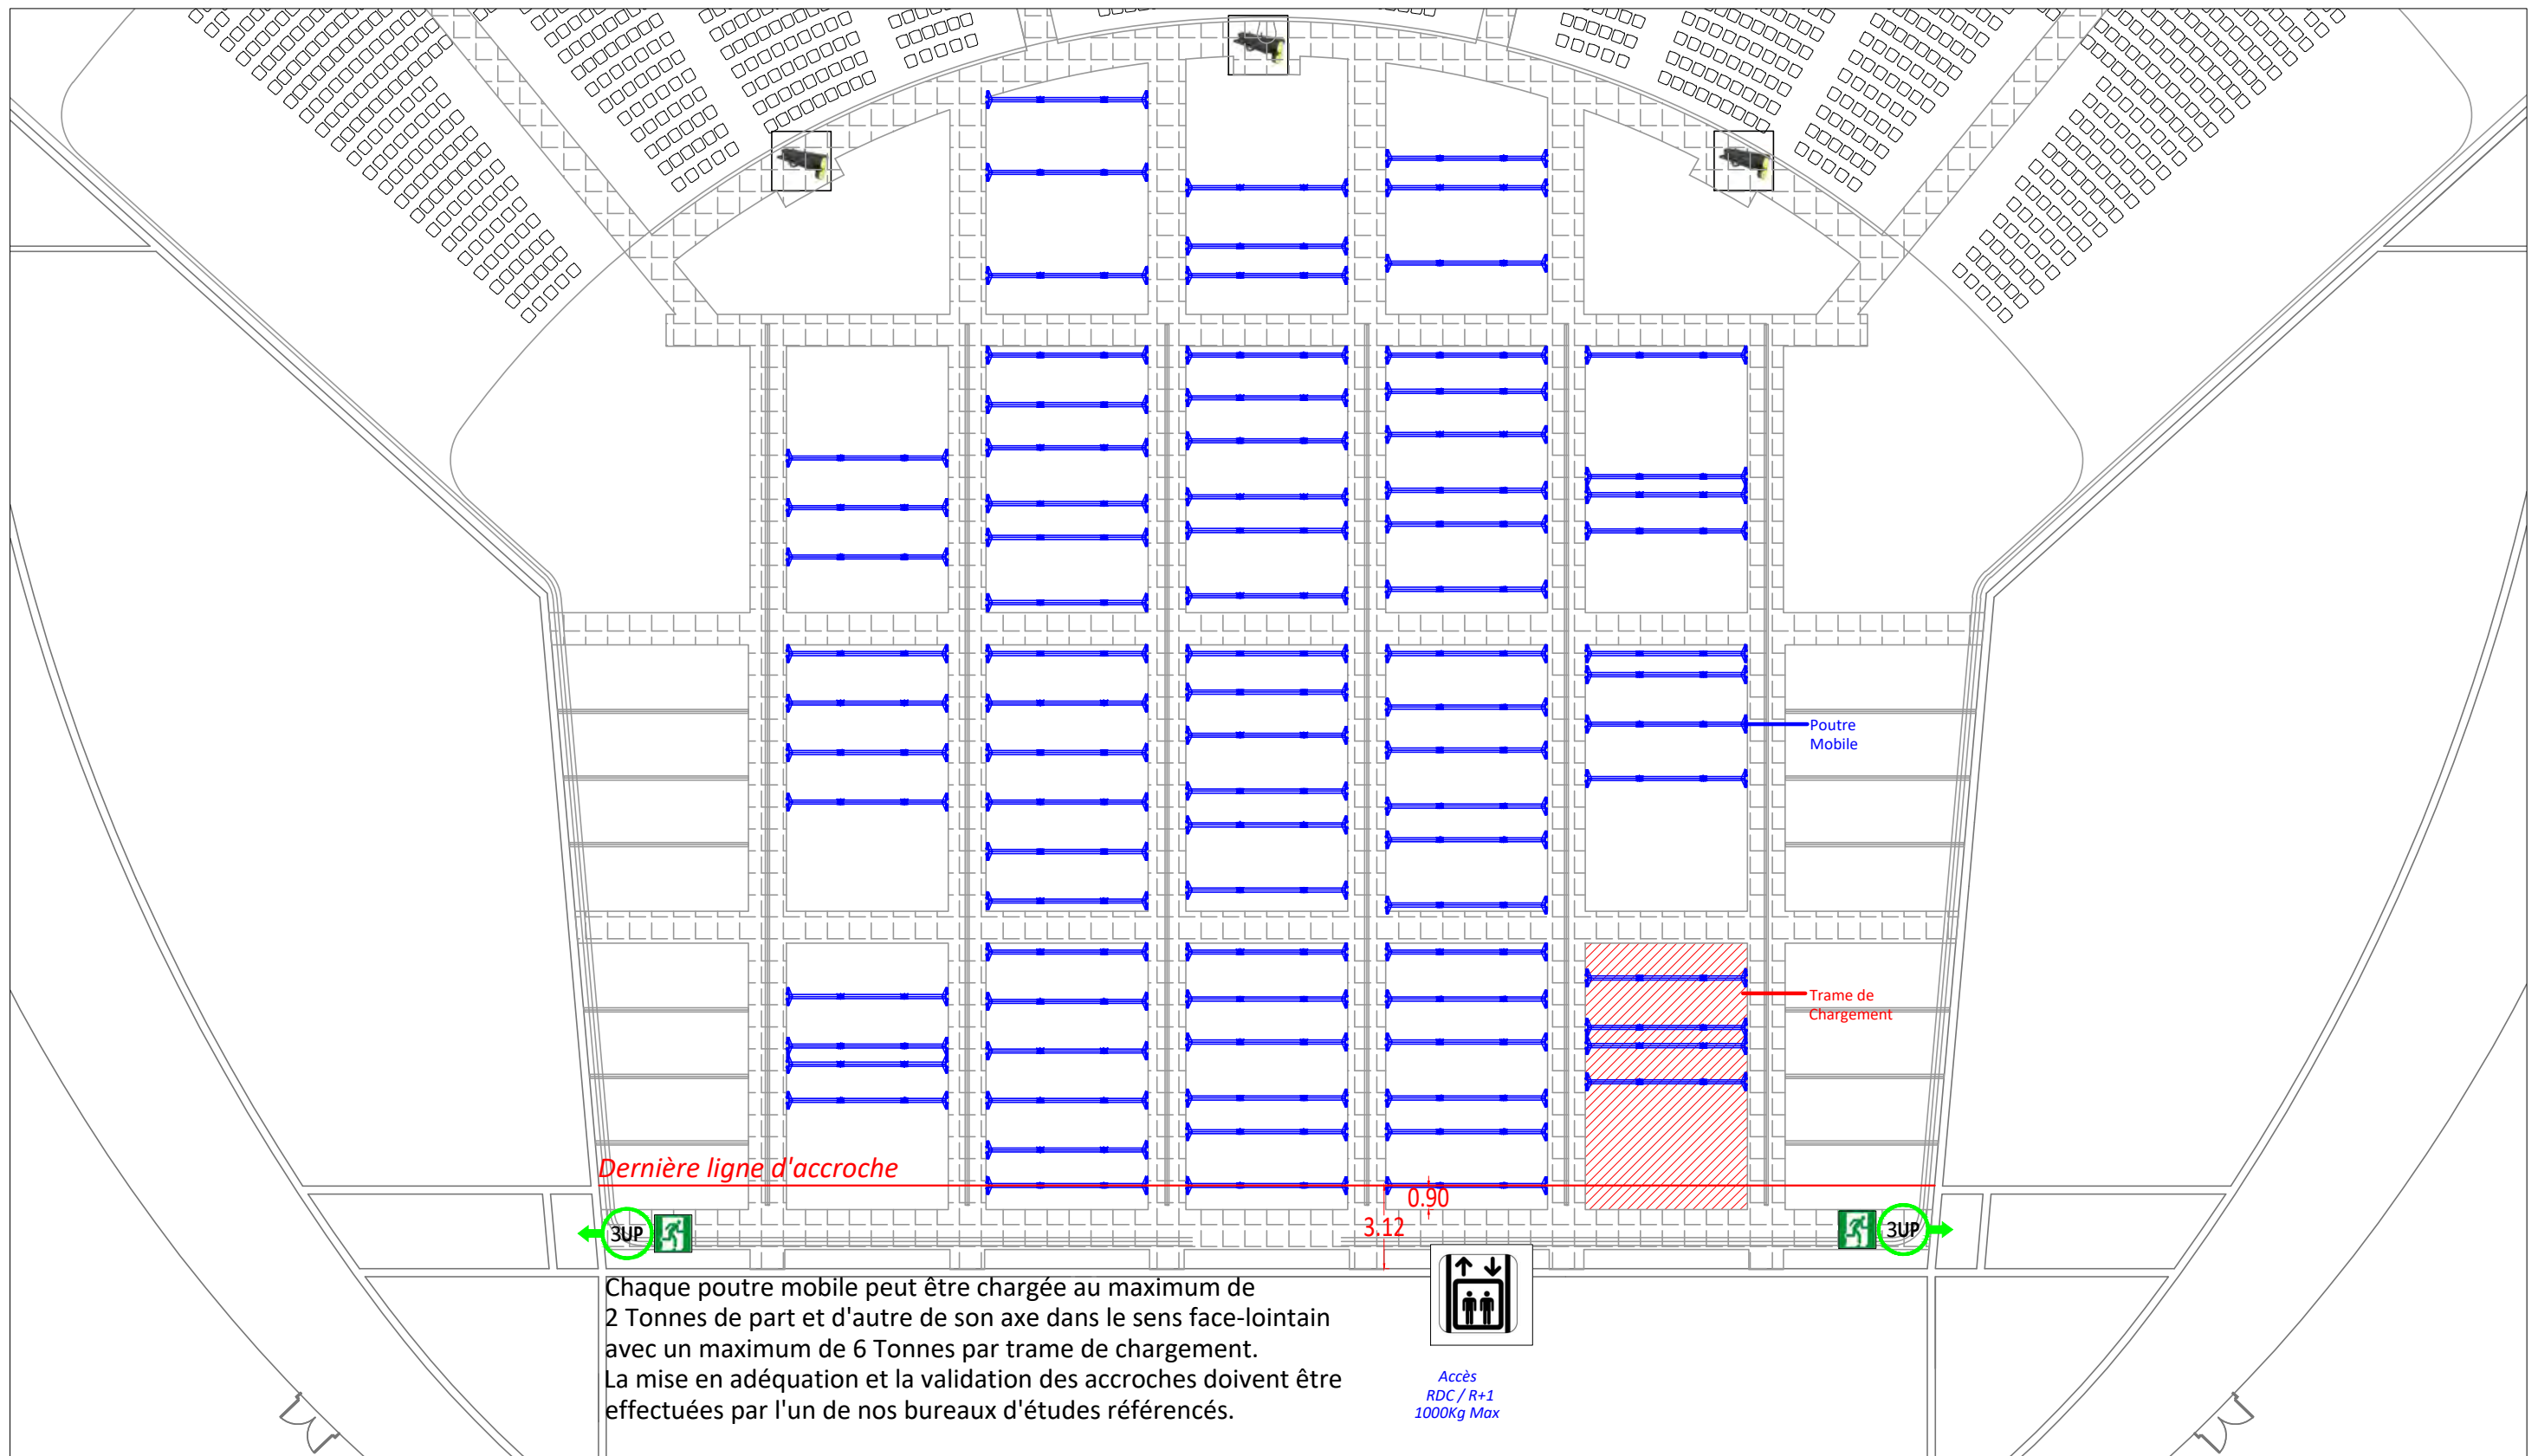 Poutre
Mobile
Trame de
Chargement
Dernière ligne d'accroche
0.90
3.12
3UP
3UP
Chaque poutre mobile peut être chargée au maximum de
2 Tonnes de part et d'autre de son axe dans le sens face-lointain
avec un maximum de 6 Tonnes par trame de chargement.
La mise en adéquation et la validation des accroches doivent être
effectuées par l'un de nos bureaux d'études référencés.
Accès
RDC / R+1
1000Kg Max